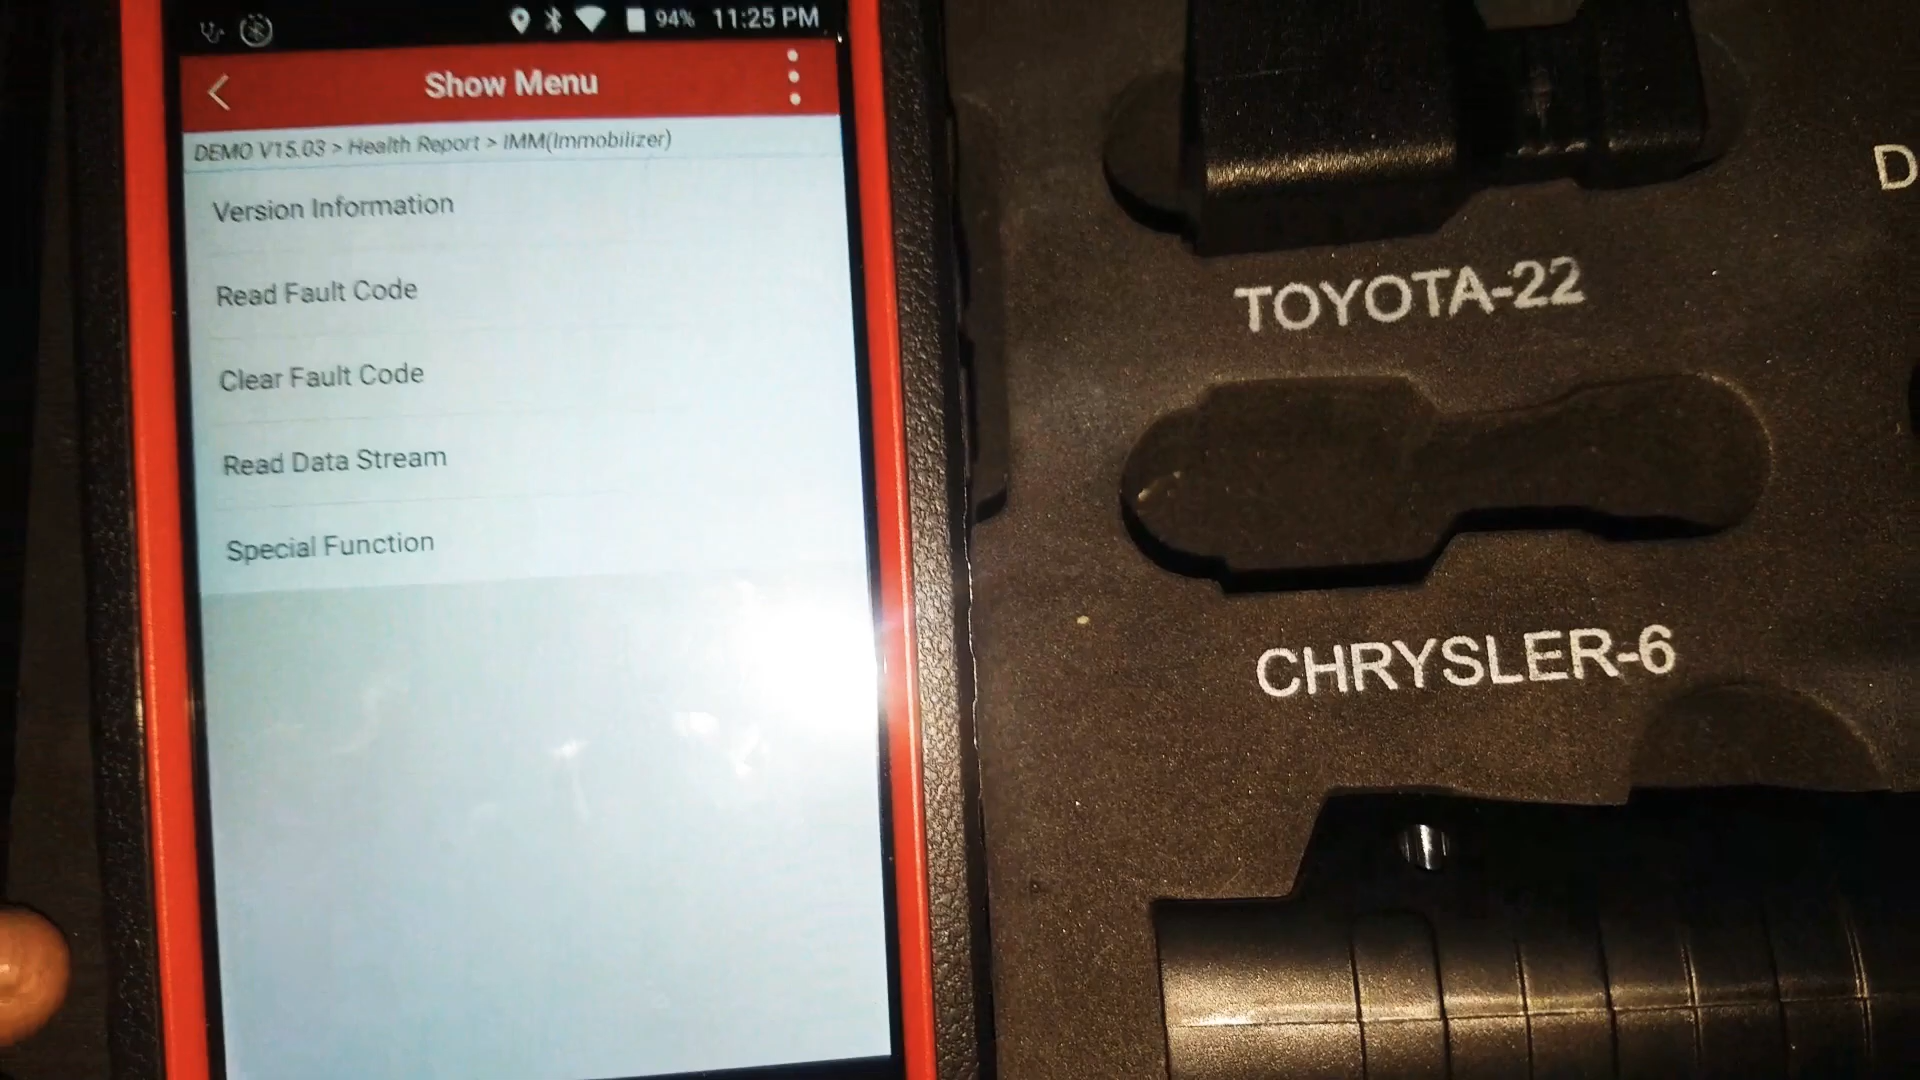 94% 11:25 PM
Show Menu
DEMO V15.03 > Health Report > IMM(Immobilizer)
Version Information
Read Fault Code
Clear Fault Code
Read Data Stream
Special Function
TOYOTA-22
CHRYSLER-6
D